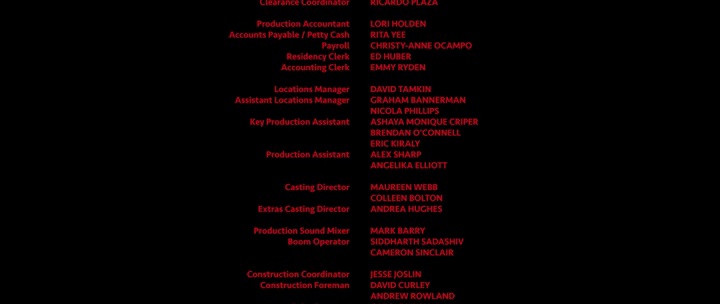 Clearance Coordinator RICARDO PLAZA
Production Accountant LORI HOLDEN
Accounts Payable / Petty Cash RITA YEE
Payroll CHRISTY-ANNE OCAMPO
Residency Clerk ED HUBER
Accounting Clerk EMMY RYDEN
Locations Manager DAVID TAMKIN
Assistant Locations Manager GRAHAM BANNERMAN
NICOLA PHILLIPS
Key Production Assistant ASHAYA MONIQUE CRIPER
BRENDAN O'CONNELL
ERIC KIRALY
Production Assistant ALEX SHARP
ANGELIKA ELLIOTT
Casting Director MAUREEN WEBB
COLLEEN BOLTON
Extras Casting Director ANDREA HUGHES
Production Sound Mixer MARK BARRY
Boom Operator SIDDHARTH SADASHIV
CAMERON SINCLAIR
Construction Coordinator JESSE JOSLIN
Construction Foreman DAVID CURLEY
ANDREW ROWLAND